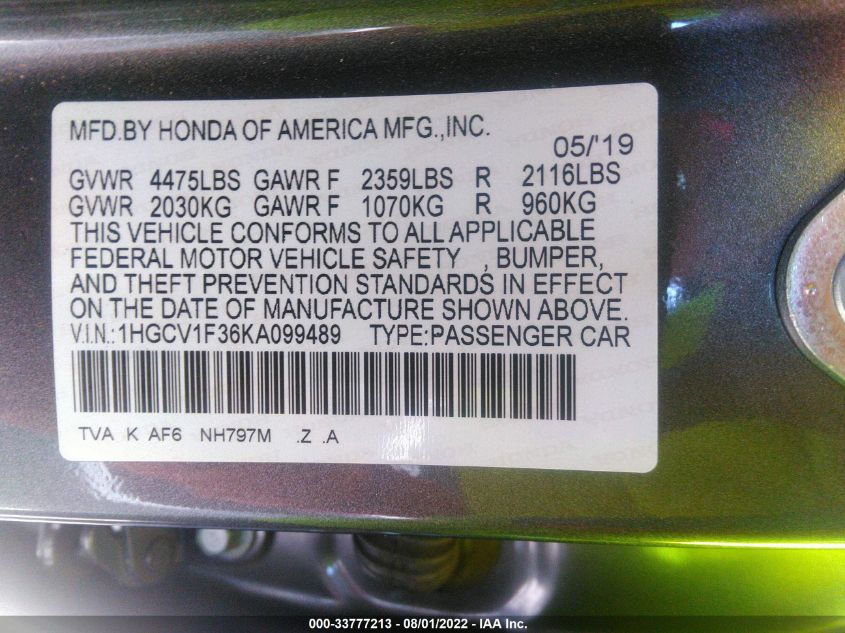 MFD.BY HONDA OF AMERICA MFG.,INC.
05/'19
GVWR 4475LBS GAWR F 2359LBS R 2116LBS
GVWR 2030KG GAWR F 1070KG R 960KG
THIS VEHICLE CONFORMS TO ALL APPLICABLE
FEDERAL MOTOR VEHICLE SAFETY , BUMPER,
AND THEFT PREVENTION STANDARDS IN EFFECT
ON THE DATE OF MANUFACTURE SHOWN ABOVE.
V.I.N.:1HGCV1F36KA099489 TYPE:PASSENGER CAR
TVA K AF6 NH797M .Z .A
000-33777213 - 08/01/2022 - IAA Inc.